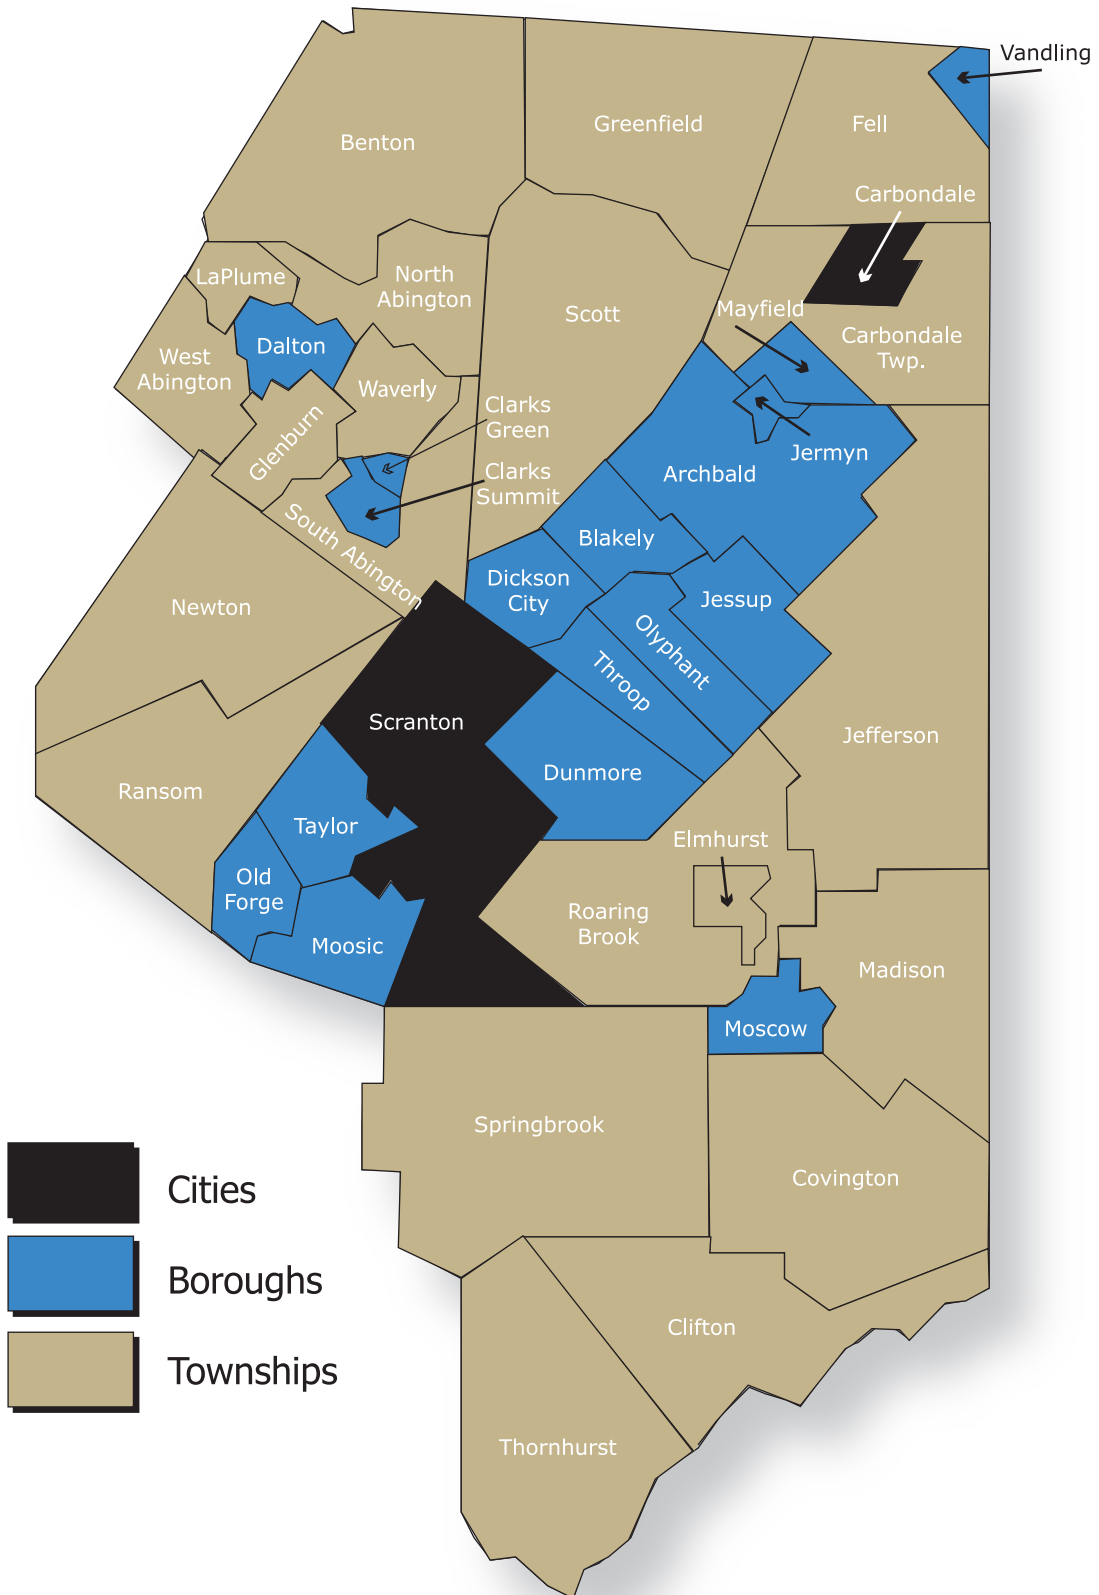 Vandling
Greenfield
Fell
Benton
Carbondale
LaPlume
North
Abington
Scott
Mayfield
Dalton
West
Abington
Carbondale
Twp.
Waverly
Clarks
Green
Glenburn
Jermyn
Archbald
Clarks
Summit
South Abington
Blakely
Dickson
City
Jessup
Newton
Olyphant
Throop
Scranton
Jefferson
Dunmore
Ransom
Taylor
Elmhurst
Old
Forge
Roaring
Brook
Moosic
Madison
Moscow
Springbrook
Covington
Cities
Boroughs
Clifton
Townships
Thornhurst